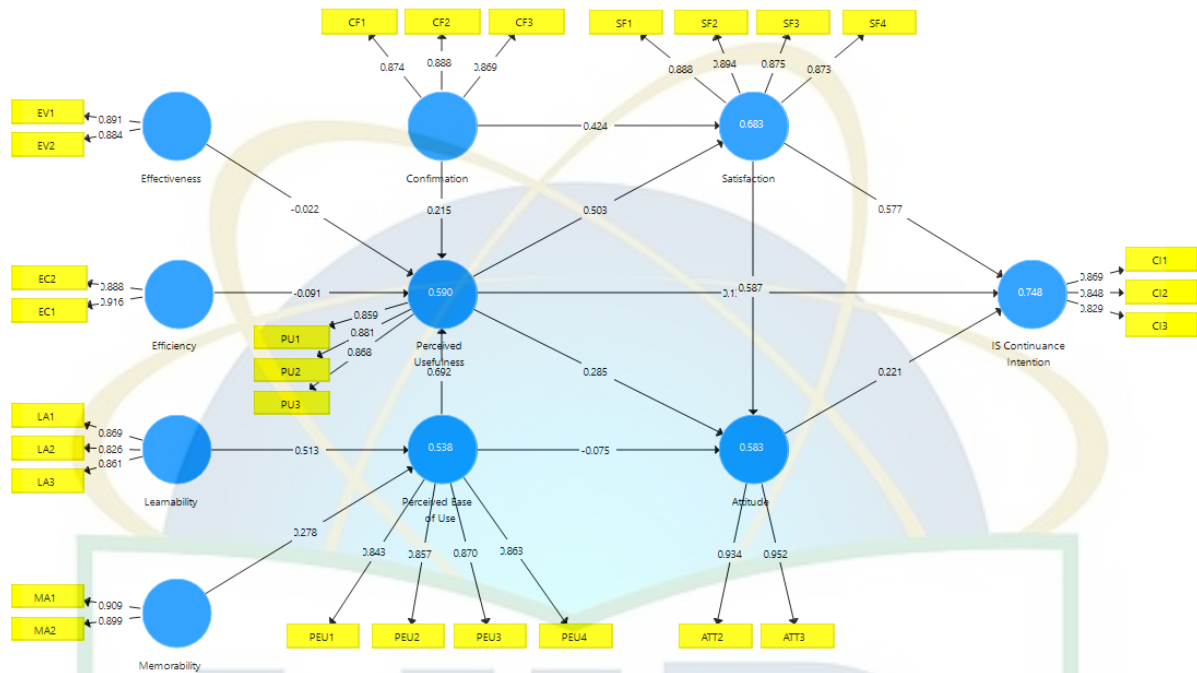 CF1
CF2
CF3
SF1
SF2
SF3
SF4
0.874
0.888
0.869
0.888
0.894
0.875
0.873
EV1
EV2
0.891
0.884
0.424
0.683
Effectiveness
Confirmation
Satisfaction
-0.022
0.215
0.503
0.577
EC2
EC1
0.888
0.916
-0.091
0.590
0.587
0.748
0.869
0.848
0.829
CI1
CI2
CI3
Efficiency
PU1
PU2
PU3
0.859
0.881
0.868
Perceived
Usefulness
IS Continuance
Intention
0.692
0.285
0.221
LA1
LA2
LA3
0.869
0.826
0.861
0.513
0.538
-0.075
0.583
Learnability
Perceived Ease
of Use
Attitude
0.278
0.843
0.857
0.870
0.863
0.934
0.952
MA1
MA2
0.909
0.899
PEU1
PEU2
PEU3
PEU4
ATT2
ATT3
Memorability